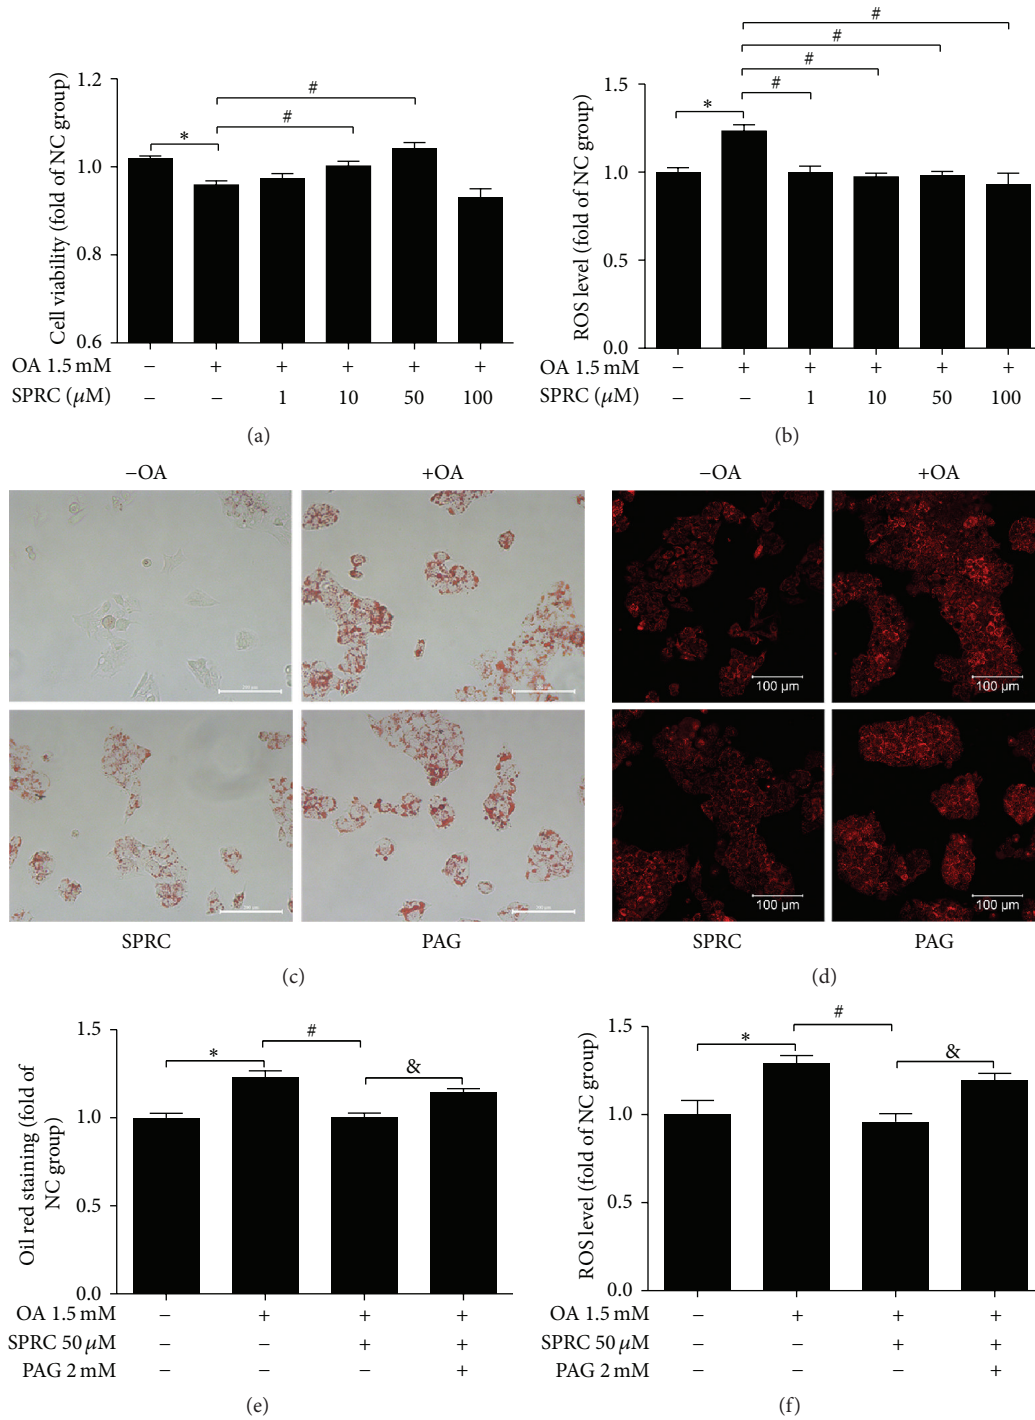 #
#
#
#
*
#
#
*
Cell viability (fold of NC group)
1.2
1.0
0.8
0.6
ROS level (fold of NC group)
1.5
1.0
0.5
0.0
OA 1.5 mM − + + + + +
SPRC (μM) − − 1 10 50 100
(a)
OA 1.5 mM − + + + + +
SPRC (μM) − − 1 10 50 100
(b)
−OA +OA
−OA +OA
100 μm 100 μm
100 μm 100 μm
SPRC PAG
SPRC PAG
(c)
(d)
Oil red staining (fold of
NC group)
1.5
1.0
0.5
0.0
* # &
OA 1.5 mM − + + +
SPRC 50 μM − − + +
PAG 2 mM − − − +
(e)
ROS level (fold of NC group)
1.5
1.0
0.5
0.0
* # &
OA 1.5 mM − + + +
SPRC 50 μM − − + +
PAG 2 mM − − − +
(f)